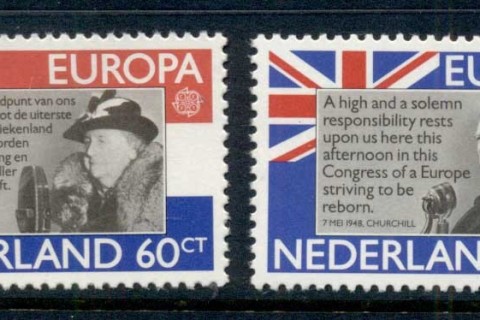 EUROPA
dpunt van ons
ot de uiterste
iekenland
orden
ng en
ller
ft.
RLAND 60CT
EU
A high and a solemn
responsibility rests
upon us here this
afternoon in this
Congress of a Europe
striving to be
reborn.
7 MEI 1948, CHURCHILL
NEDERLAN